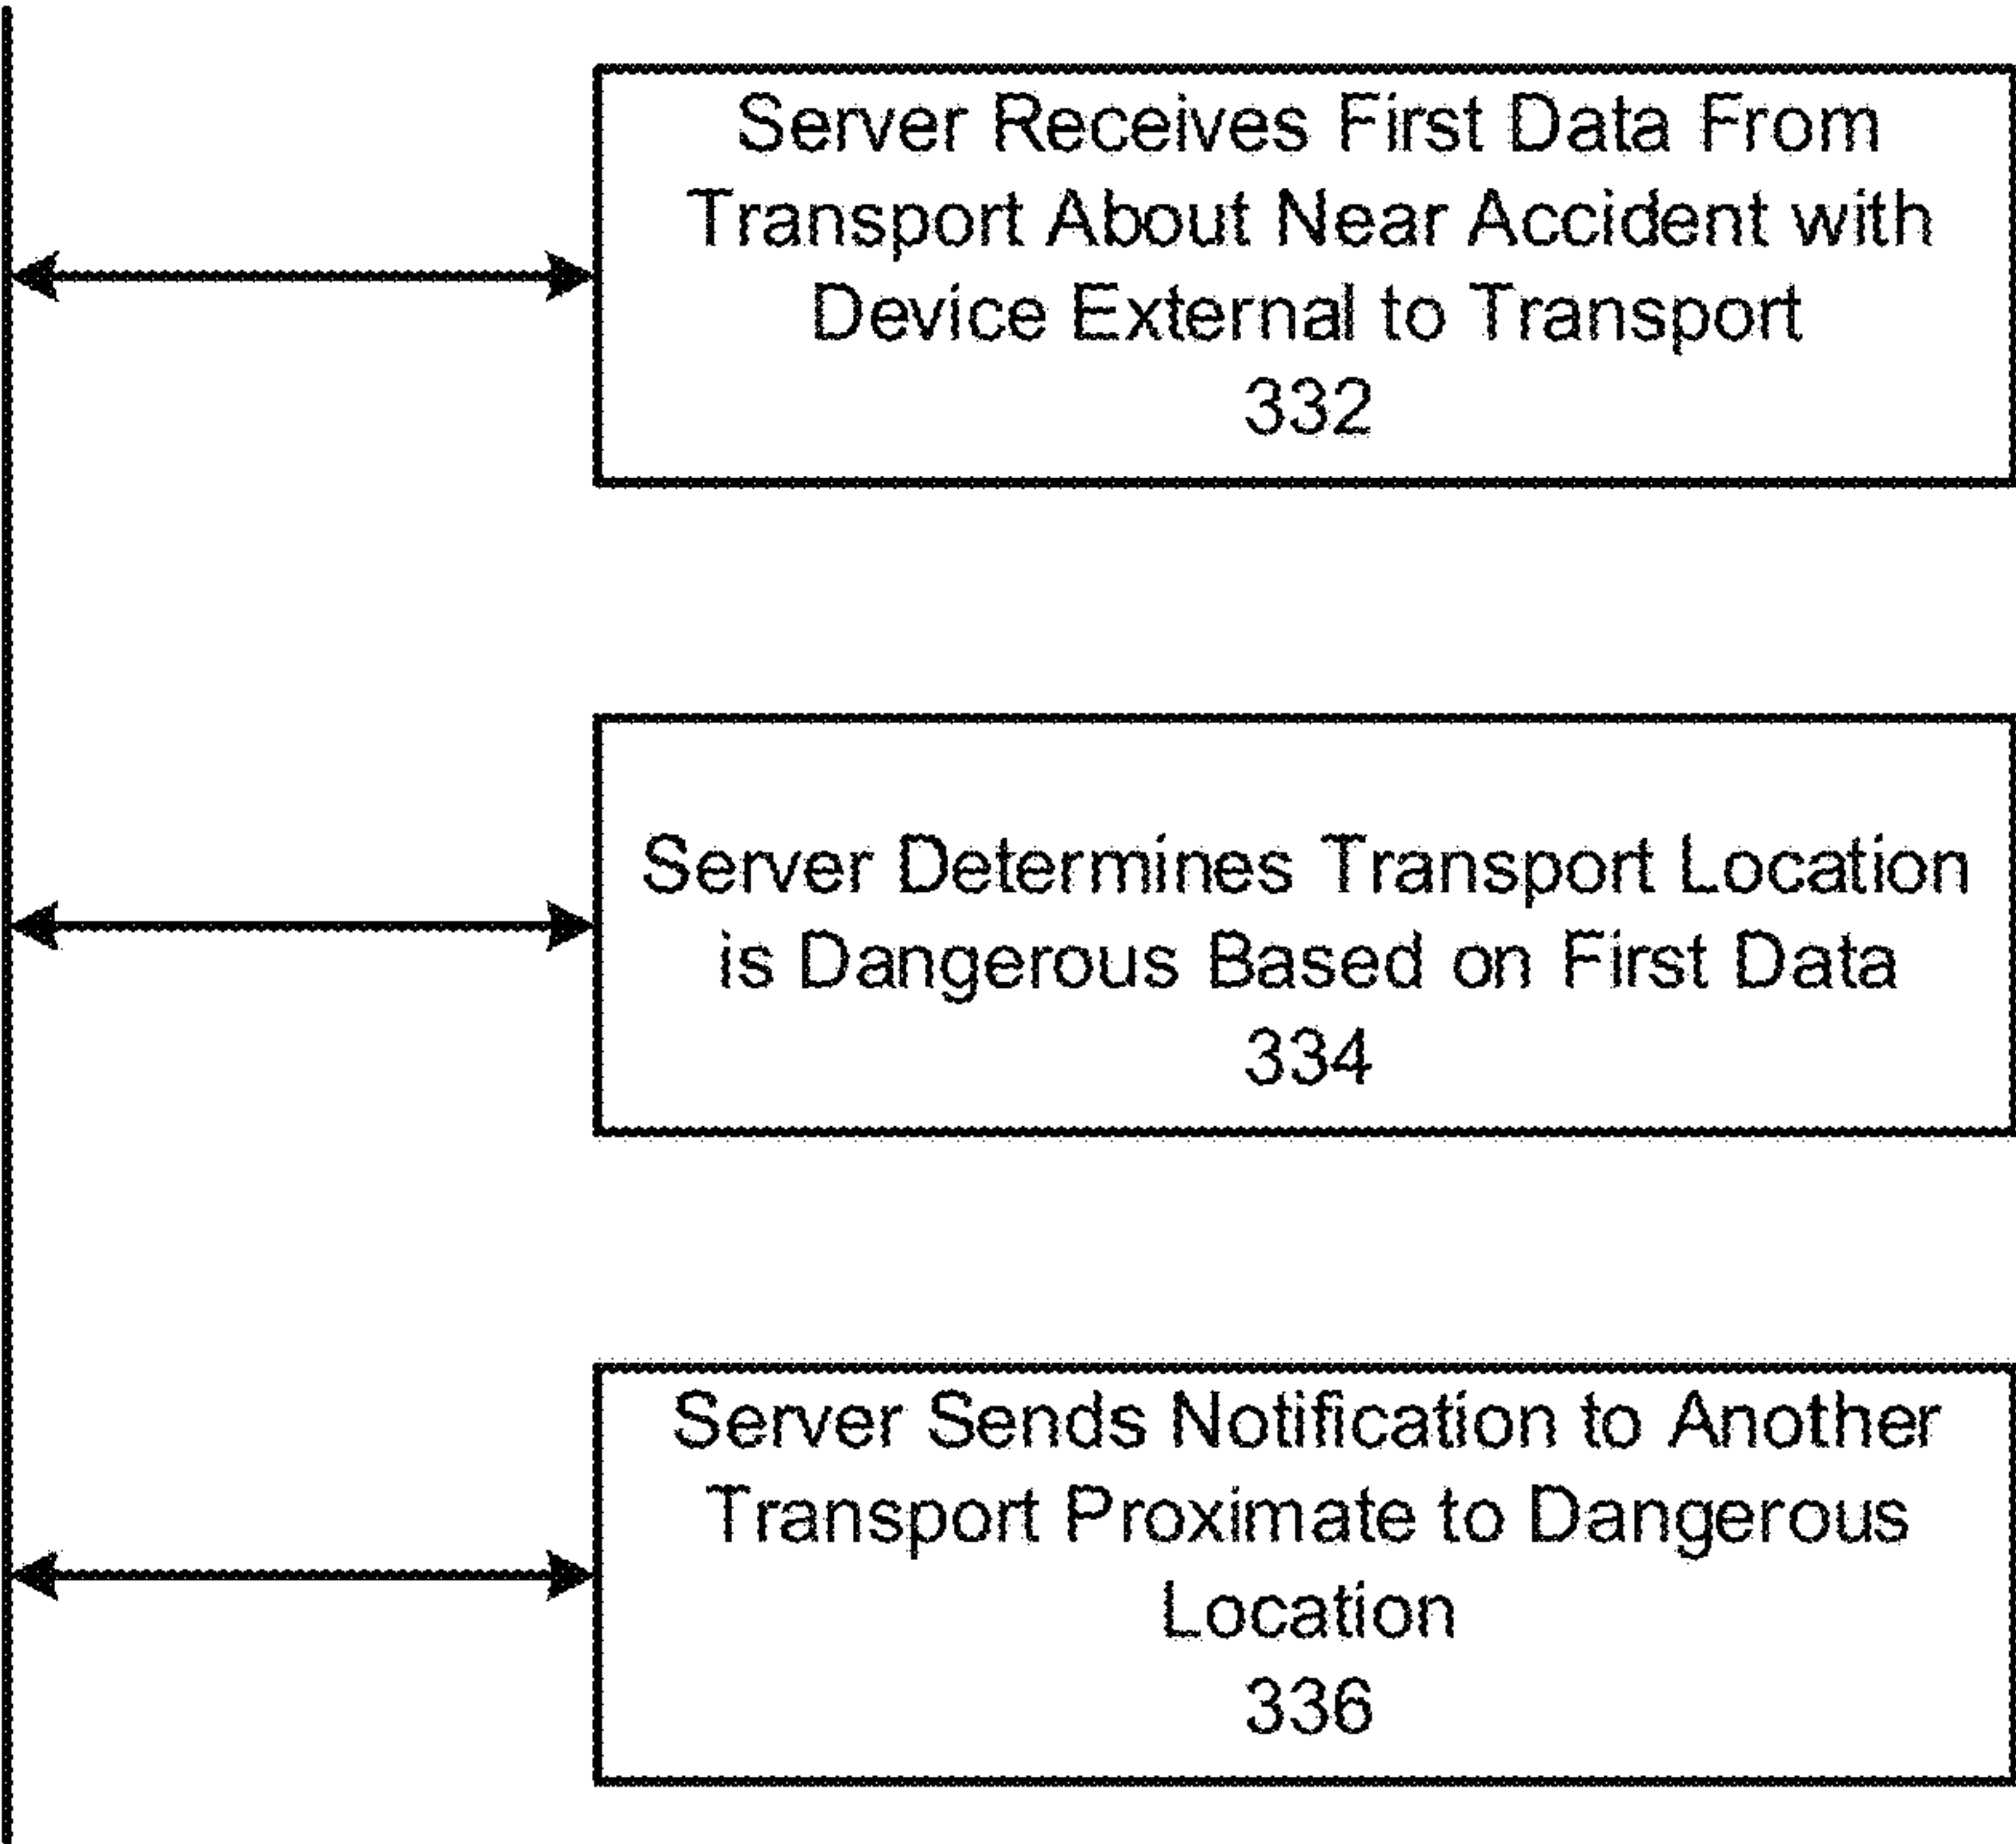 Server Receives First Data From
Transport About Near Accident with
Device External to Transport
332
Server Determines Transport Location
is Dangerous Based on First Data
334
Server Sends Notification to Another
Transport Proximate to Dangerous
Location
336